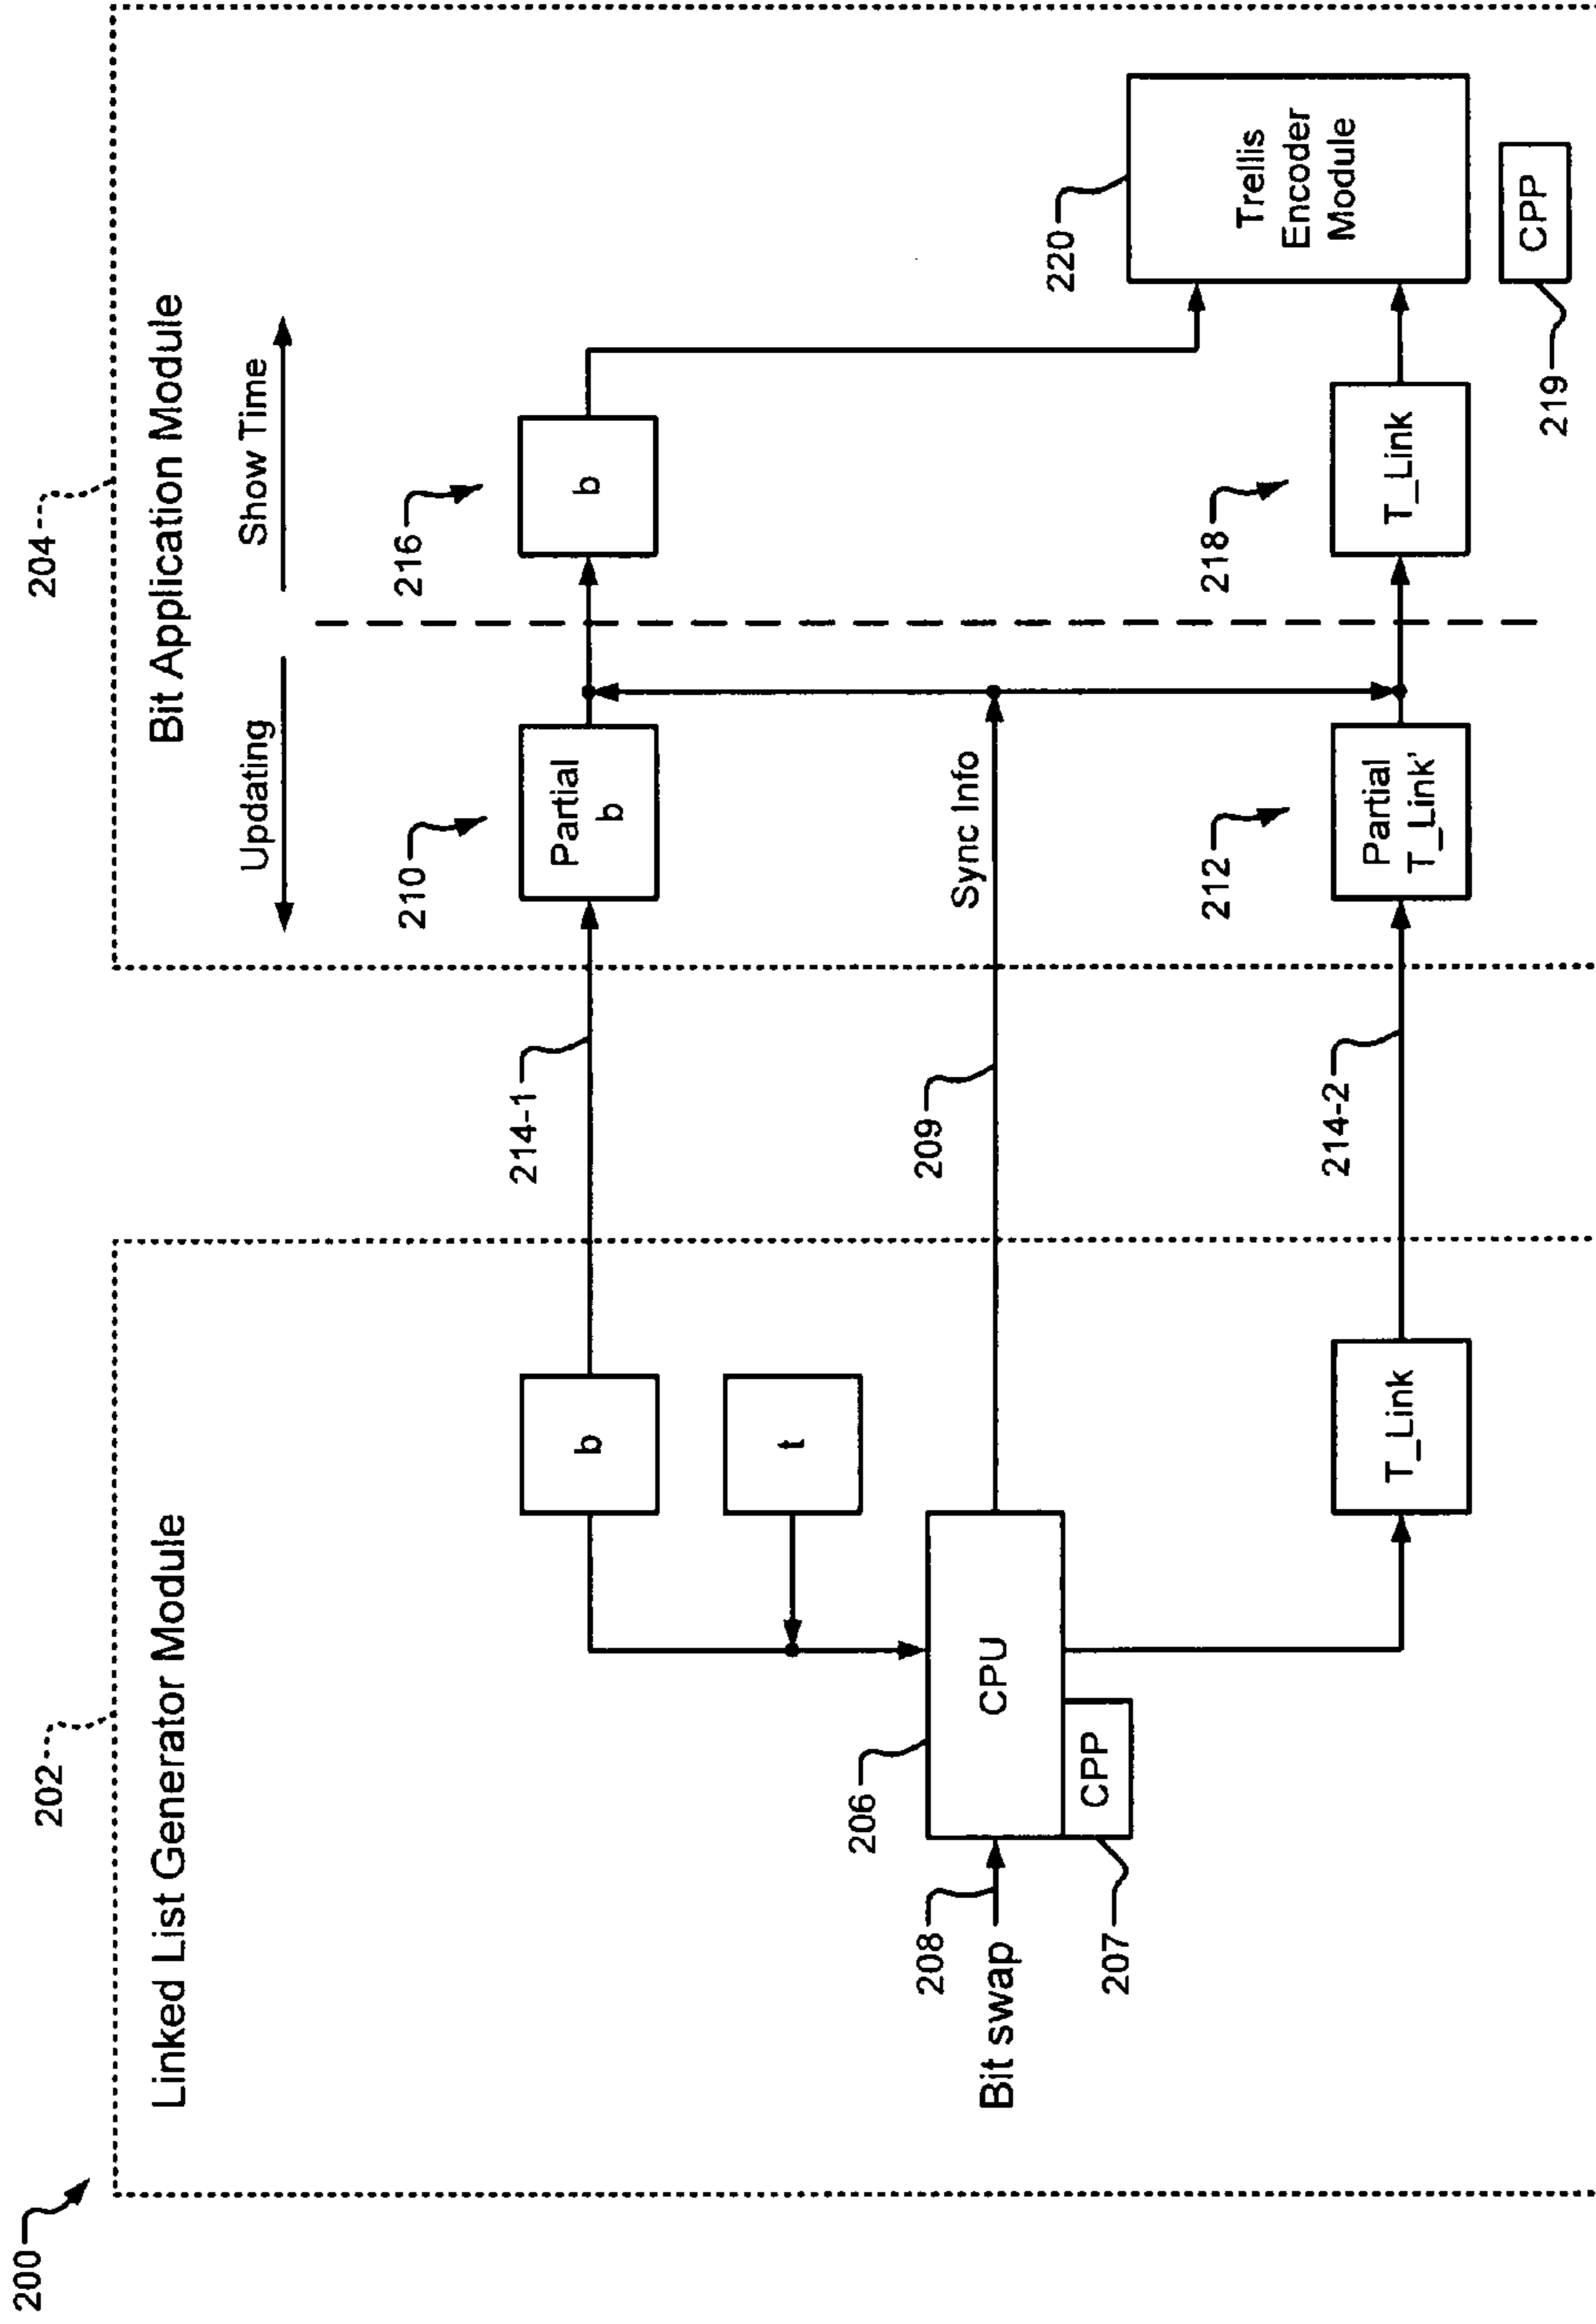 200
202
204
Linked List Generator Module
Bit Application Module
Updating
Show Time
b
214-1
210
Partial
b
216
b
t
220
Trellis
Encoder
Module
206
CPU
208
Bit swap
CPP
207
209
Sync Info
T_Link
214-2
212
Partial
T_Link'
218
T_Link
CPP
219